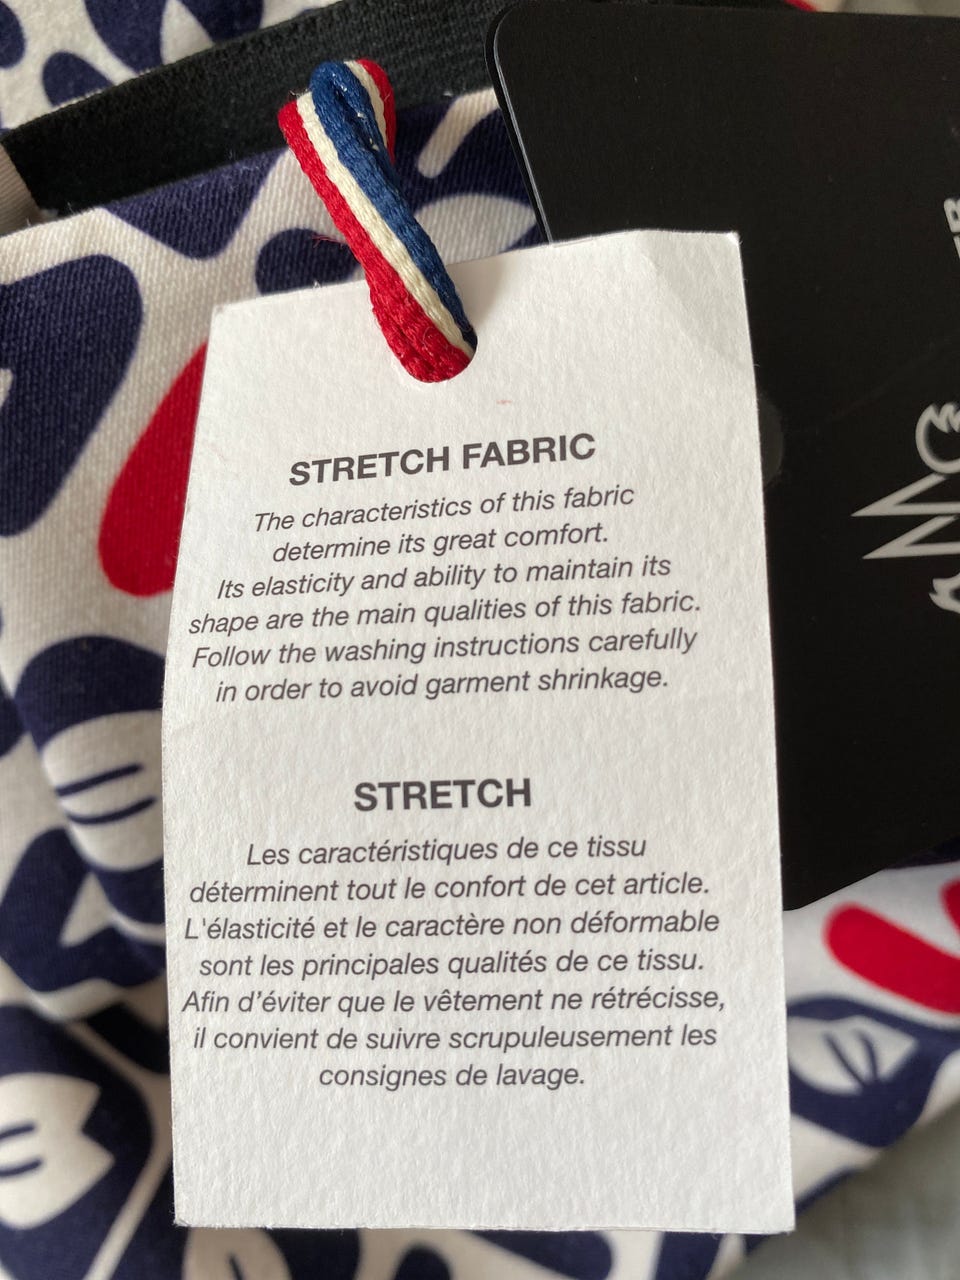 STRETCH FABRIC
The characteristics of this fabric
determine its great comfort.
Its elasticity and ability to maintain its
shape are the main qualities of this fabric.
Follow the washing instructions carefully
in order to avoid garment shrinkage.
STRETCH
Les caractéristiques de ce tissu
déterminent tout le confort de cet article.
L'élasticité et le caractère non déformable
sont les principales qualités de ce tissu.
Afin d'éviter que le vêtement ne rétrécisse,
il convient de suivre scrupuleusement les
consignes de lavage.